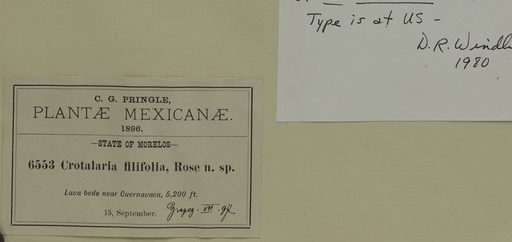 Type is at US -
D.R. Windl
1980
C. G. PRINGLE,
PLANTÆ MEXICANÆ.
1896.
—STATE OF MORELOS—
6553 Crotalaria filifolia, Rose n. sp.
Lava beds near Cuernavaca, 5,200 ft.
15, September.